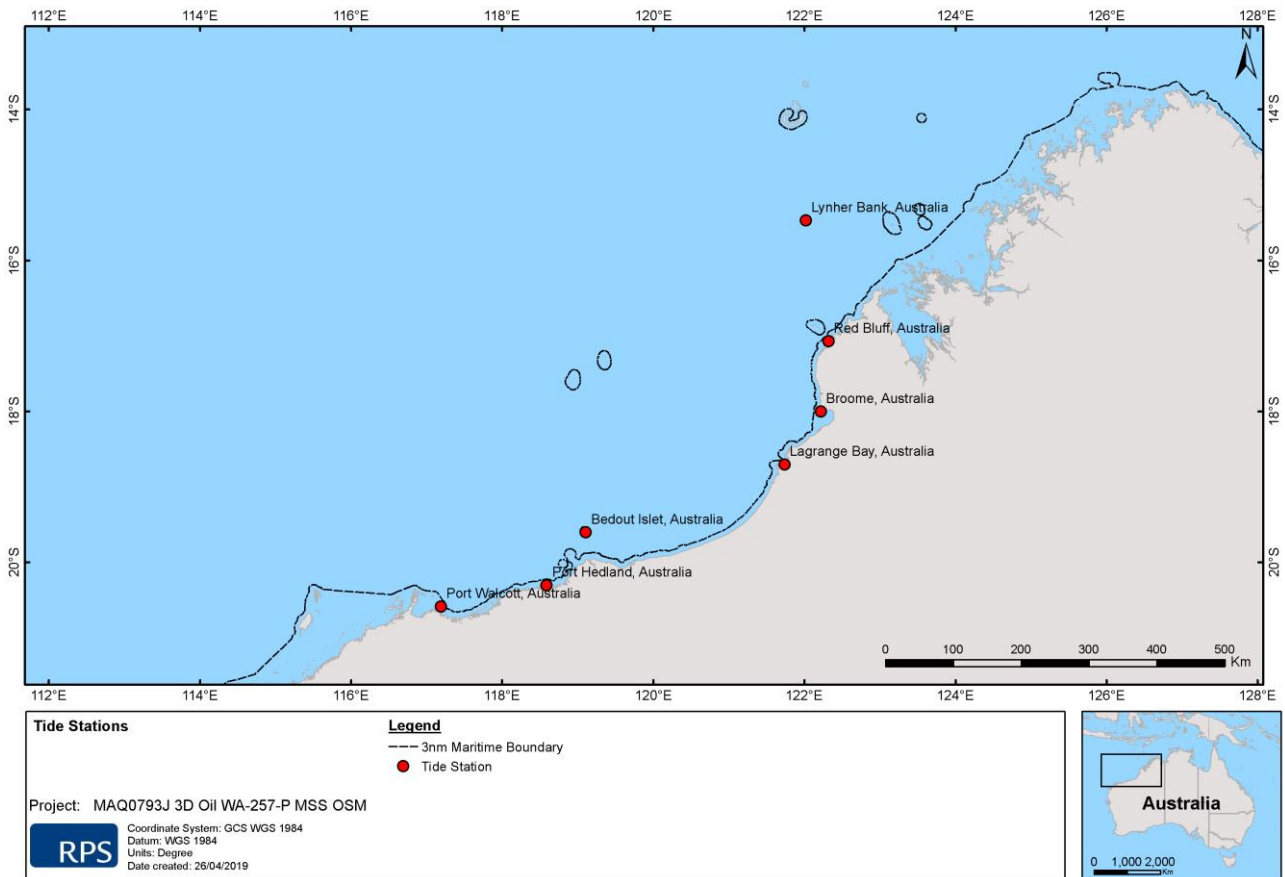 112°E 114°E 116°E 118°E 120°E 122°E 124°E 126°E 128°E
N
14°S 14°S
Lynher Bank, Australia
16°S 16°S
Red Bluff, Australia
Broome, Australia
18°S 18°S
Lagrange Bay, Australia
Bedout Islet, Australia
20°S 20°S
Port Hedland, Australia
Port Walcott, Australia
0 100 200 300 400 500
Km
112°E 114°E 116°E 118°E 120°E 122°E 124°E 126°E 128°E
Tide Stations
Legend
3nm Maritime Boundary
Tide Station
Project: MAQ0793J 3D Oil WA-257-P MSS OSM
RPS
Coordinate System: GCS WGS 1984
Datum: WGS 1984
Units: Degree
Date created: 26/04/2019
Australia
0 1,000 2,000
Km